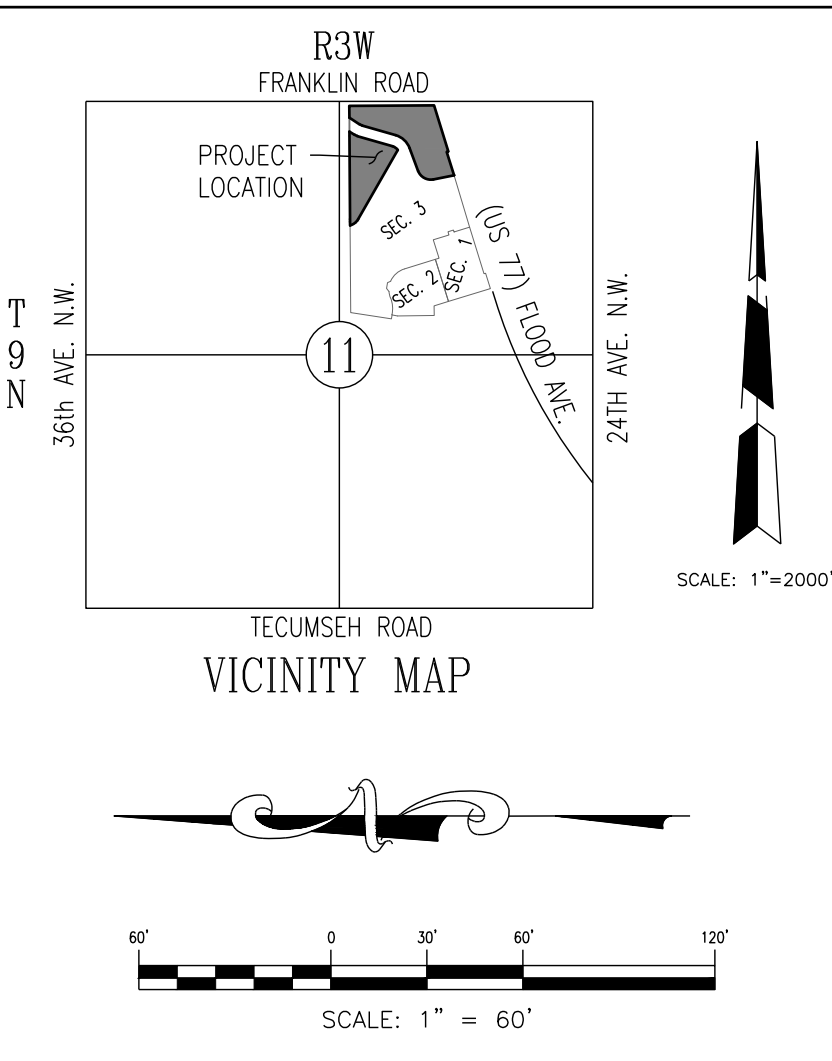 R3W
FRANKLIN ROAD
PROJECT
LOCATION
SEC. 3
SEC. 1
SEC. 2
(US 77) FLOOD AVE.
T
9
N
36th AVE. N.W.
11
24TH AVE. N.W.
SCALE: 1"=2000'
TECUMSEH ROAD
VICINITY MAP
N
60' 0 30' 60' 120'
SCALE: 1" = 60'